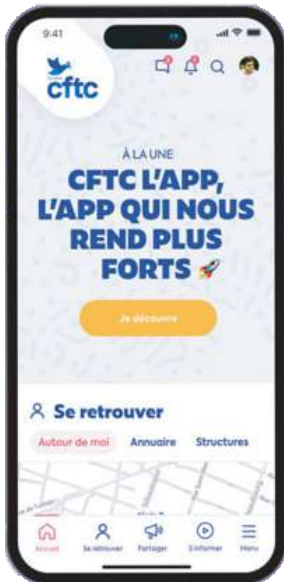 9:41
cftc
À LA UNE
CFTC L'APP,
L'APP QUI NOUS
REND PLUS
FORTS 🚀
Je découvre
Se retrouver
Autour de moi Annuaire Structures
Accueil Se retrouver Partager S'informer Menu